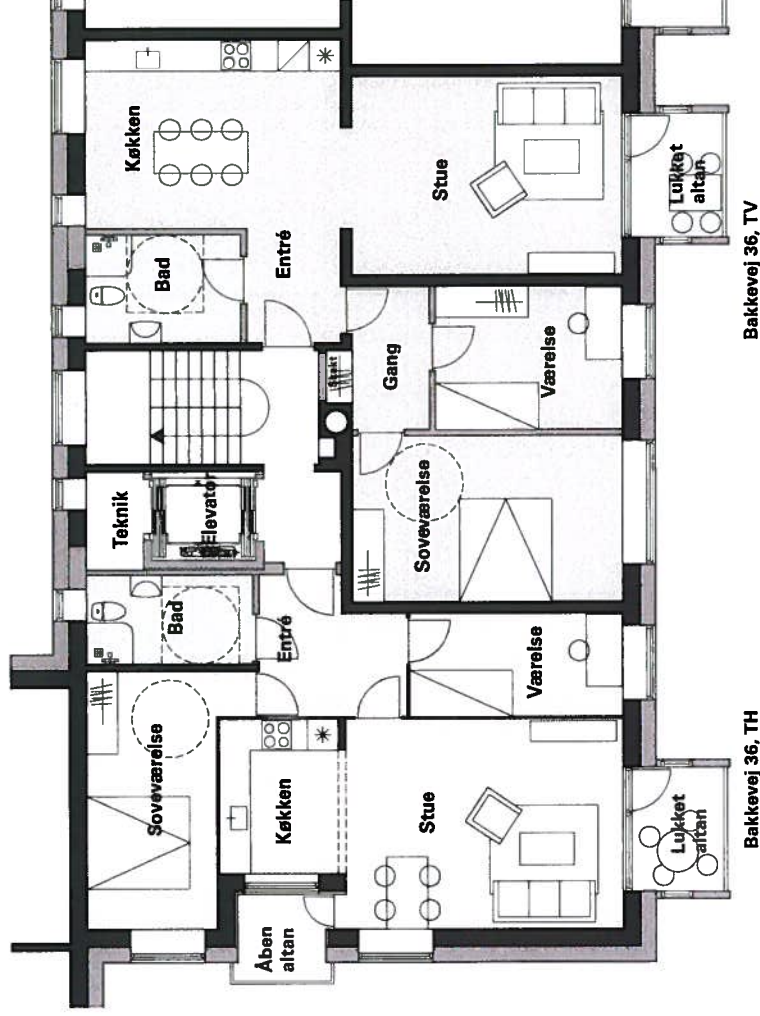 Køkken
Stue
Lukket
altan
Bad
Entré
Bakkevej 36, TV
Skakt
Gang
Værelse
Teknik
Elevator
Soveværelse
Bad
Entré
Værelse
Soveværelse
Køkken
Stue
Lukket
altan
Åben
altan
Bakkevej 36, TH